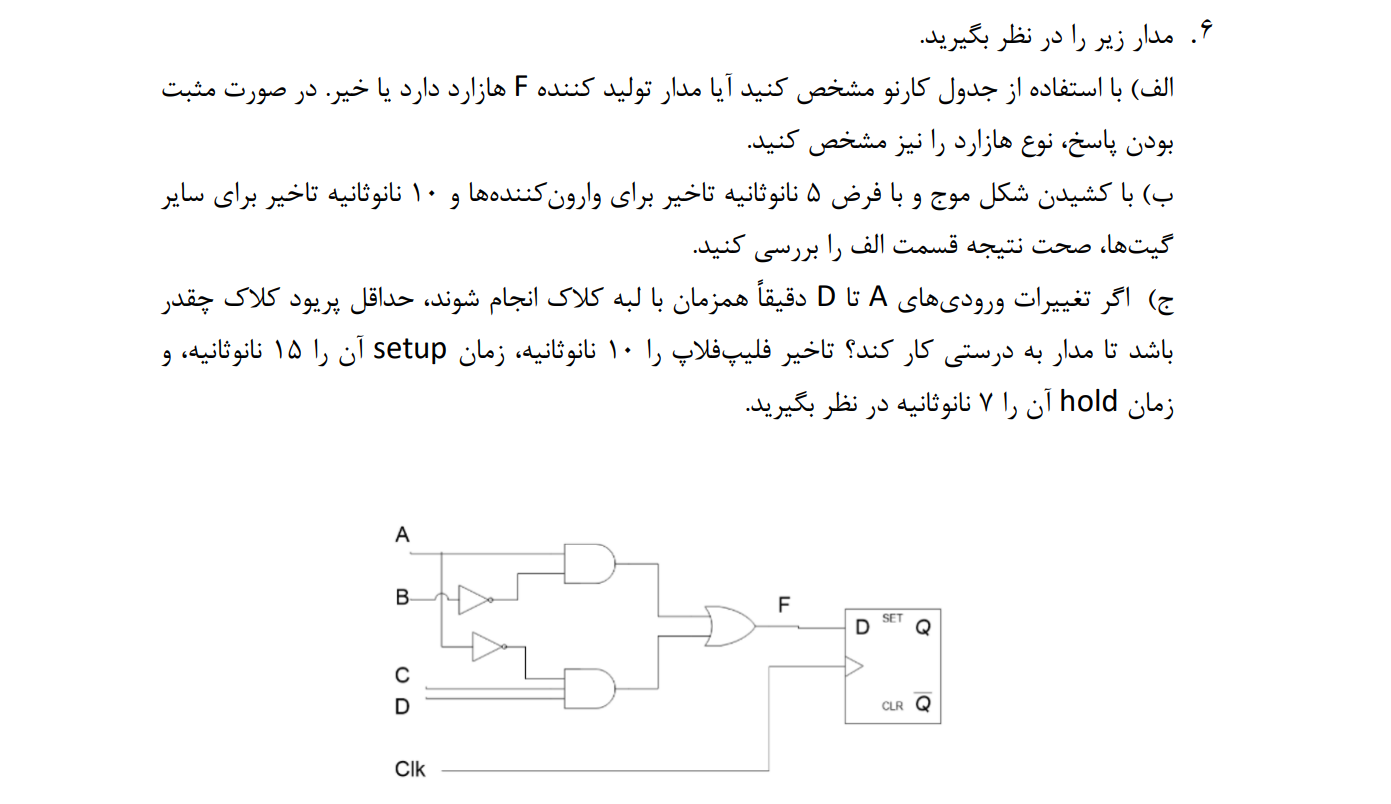 ۶. مدار زیر را در نظر بگیرید.
الف) با استفاده از جدول کارنو مشخص کنید آیا مدار تولید کننده F هازارد دارد یا خیر. در صورت مثبت
بودن پاسخ، نوع هازارد را نیز مشخص کنید.
ب) با کشیدن شکل موج و با فرض ۵ نانوثانیه تاخیر برای وارون‌کننده‌ها و ۱۰ نانوثانیه تاخیر برای سایر
گیت‌ها، صحت نتیجه قسمت الف را بررسی کنید.
ج) اگر تغییرات ورودی‌های A تا D دقیقاً همزمان با لبه کلاک انجام شوند، حداقل پریود کلاک چقدر
باشد تا مدار به درستی کار کند؟ تاخیر فلیپ‌فلاپ را ۱۰ نانوثانیه، زمان setup آن را ۱۵ نانوثانیه، و
زمان hold آن را ۷ نانوثانیه در نظر بگیرید.
A
B
F
D SET Q
C
D
CLR Q̅
Clk